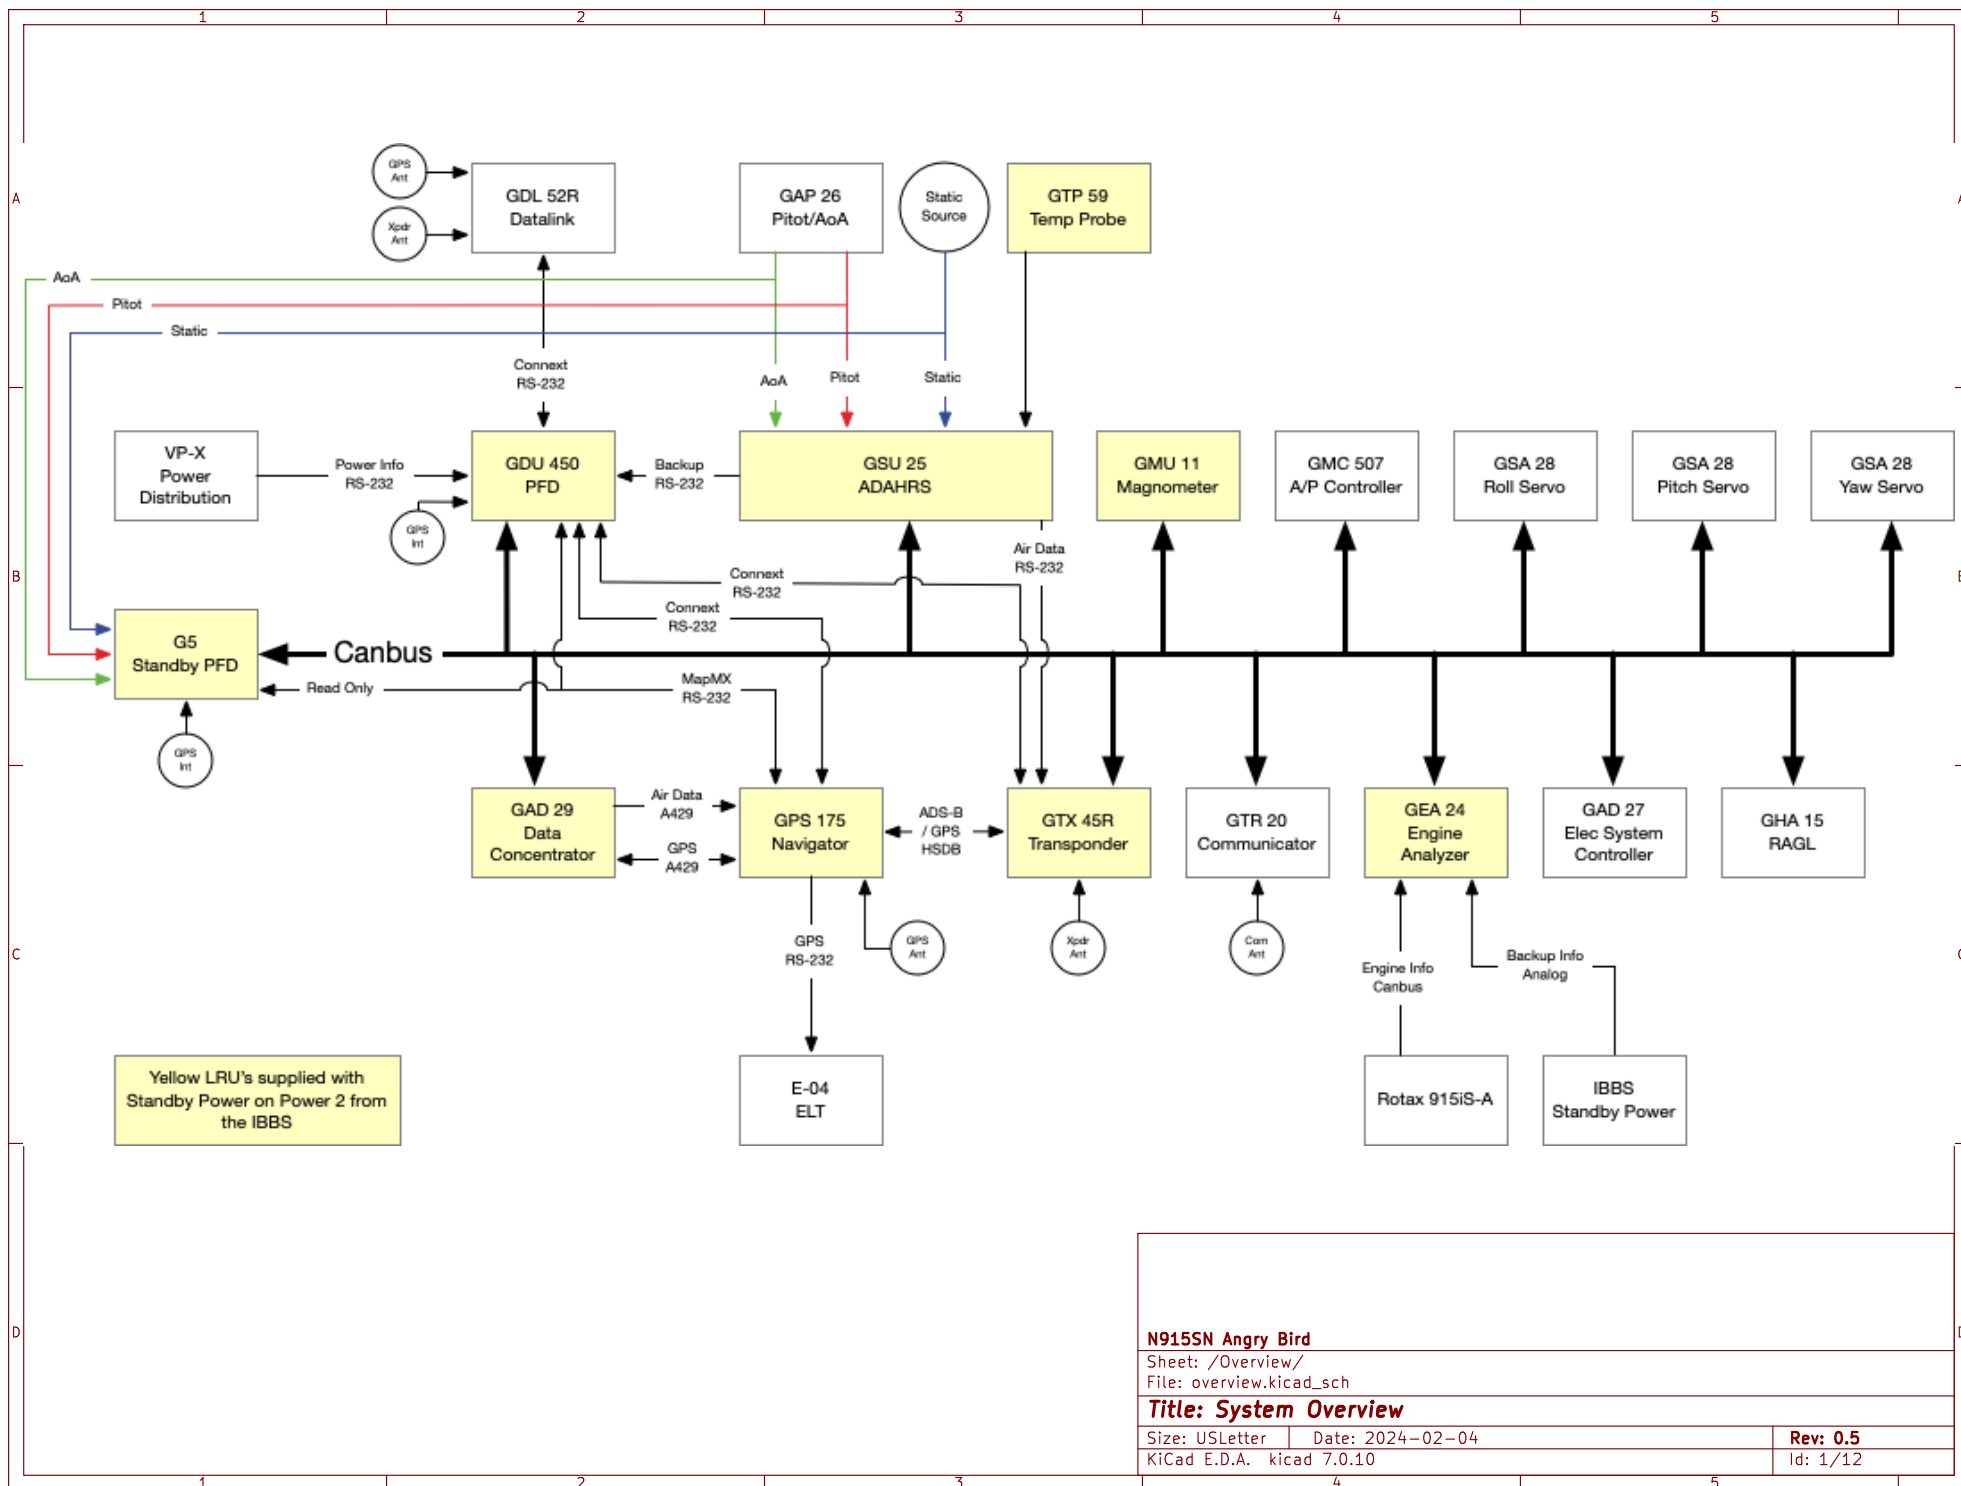 1 2 3 4 5
A
GPS
Ant
Xpdr
Ant
GDL 52R
Datalink
GAP 26
Pitot/AoA
Static
Source
GTP 59
Temp Probe
AoA
Pitot
Static
Connext
RS-232
AoA
Pitot
Static
VP-X
Power
Distribution
Power Info
RS-232
GDU 450
PFD
Backup
RS-232
GSU 25
ADAHRS
GMU 11
Magnometer
GMC 507
A/P Controller
GSA 28
Roll Servo
GSA 28
Pitch Servo
GSA 28
Yaw Servo
GPS
Int
Air Data
RS-232
B
Connext
RS-232
Connext
RS-232
G5
Standby PFD
Canbus
Read Only
MapMX
RS-232
GPS
Int
GAD 29
Data
Concentrator
Air Data
A429
GPS
A429
GPS 175
Navigator
ADS-B
/ GPS
HSDB
GTX 45R
Transponder
GTR 20
Communicator
GEA 24
Engine
Analyzer
GAD 27
Elec System
Controller
GHA 15
RAGL
C
GPS
RS-232
GPS
Ant
Xpdr
Ant
Com
Ant
Engine Info
Canbus
Backup Info
Analog
Yellow LRU's supplied with
Standby Power on Power 2 from
the IBBS
E-04
ELT
Rotax 915iS-A
IBBS
Standby Power
D
N915SN Angry Bird
Sheet: /Overview/
File: overview.kicad_sch
Title: System Overview
Size: USLetter Date: 2024-02-04 Rev: 0.5
KiCad E.D.A. kicad 7.0.10 Id: 1/12
1 2 3 4 5